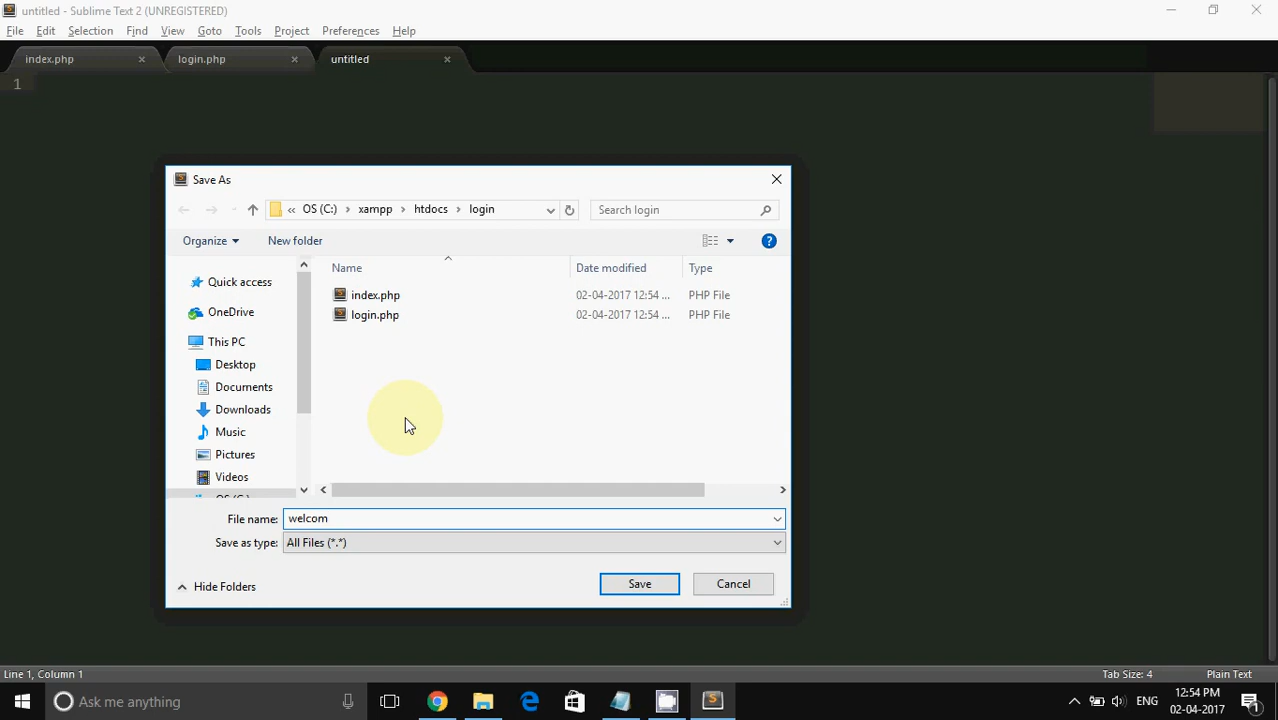 untitled - Sublime Text 2 (UNREGISTERED)
File Edit Selection Find View Goto Tools Project Preferences Help
index.php login.php untitled
1
Save As
« OS (C:) xampp htdocs login Search login
Organize New folder
Name Date modified Type
Quick access
index.php 02-04-2017 12:54 ... PHP File
OneDrive
login.php 02-04-2017 12:54 ... PHP File
This PC
Desktop
Documents
Downloads
Music
Pictures
Videos
OS (C:)
File name: welcom
Save as type: All Files (*.*)
Hide Folders Save Cancel
Line 1, Column 1 Tab Size: 4 Plain Text
Ask me anything ENG 12:54 PM
02-04-2017 1